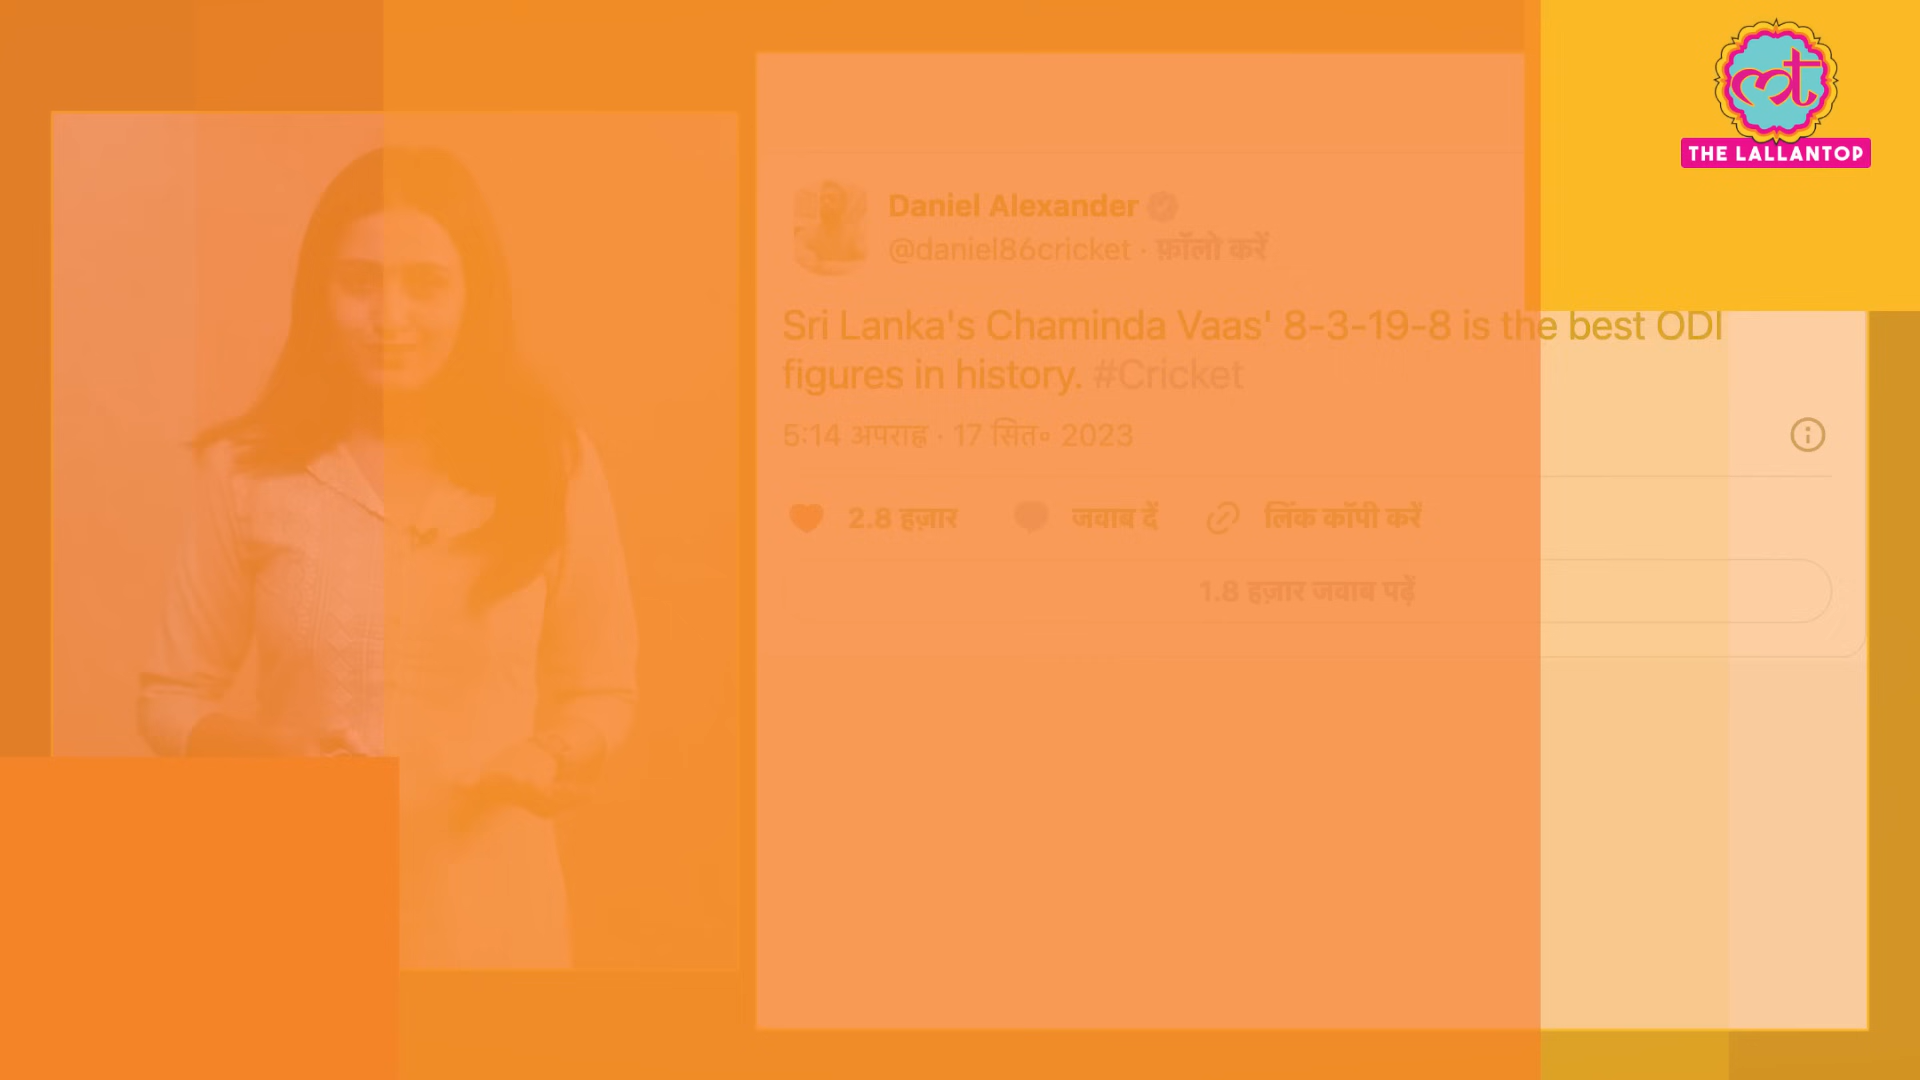 THE LALLANTOP
Daniel Alexander
@daniel86cricket · फ़ॉलो करें
Sri Lanka's Chaminda Vaas' 8-3-19-8 is the best ODI
figures in history. #Cricket
5:14 अपराह्न · 17 सित॰ 2023
2.8 हज़ार जवाब दें लिंक कॉपी करें
1.8 हज़ार जवाब पढ़ें